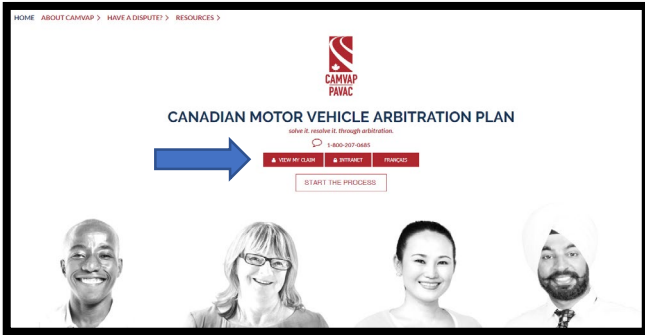 HOME ABOUT CAMVAP > HAVE A DISPUTE? > RESOURCES >
CAMVAP
PAVAC
CANADIAN MOTOR VEHICLE ARBITRATION PLAN
solve it. resolve it. through arbitration.
1-800-207-0685
VIEW MY CLAIM INTRANET FRANÇAIS
START THE PROCESS